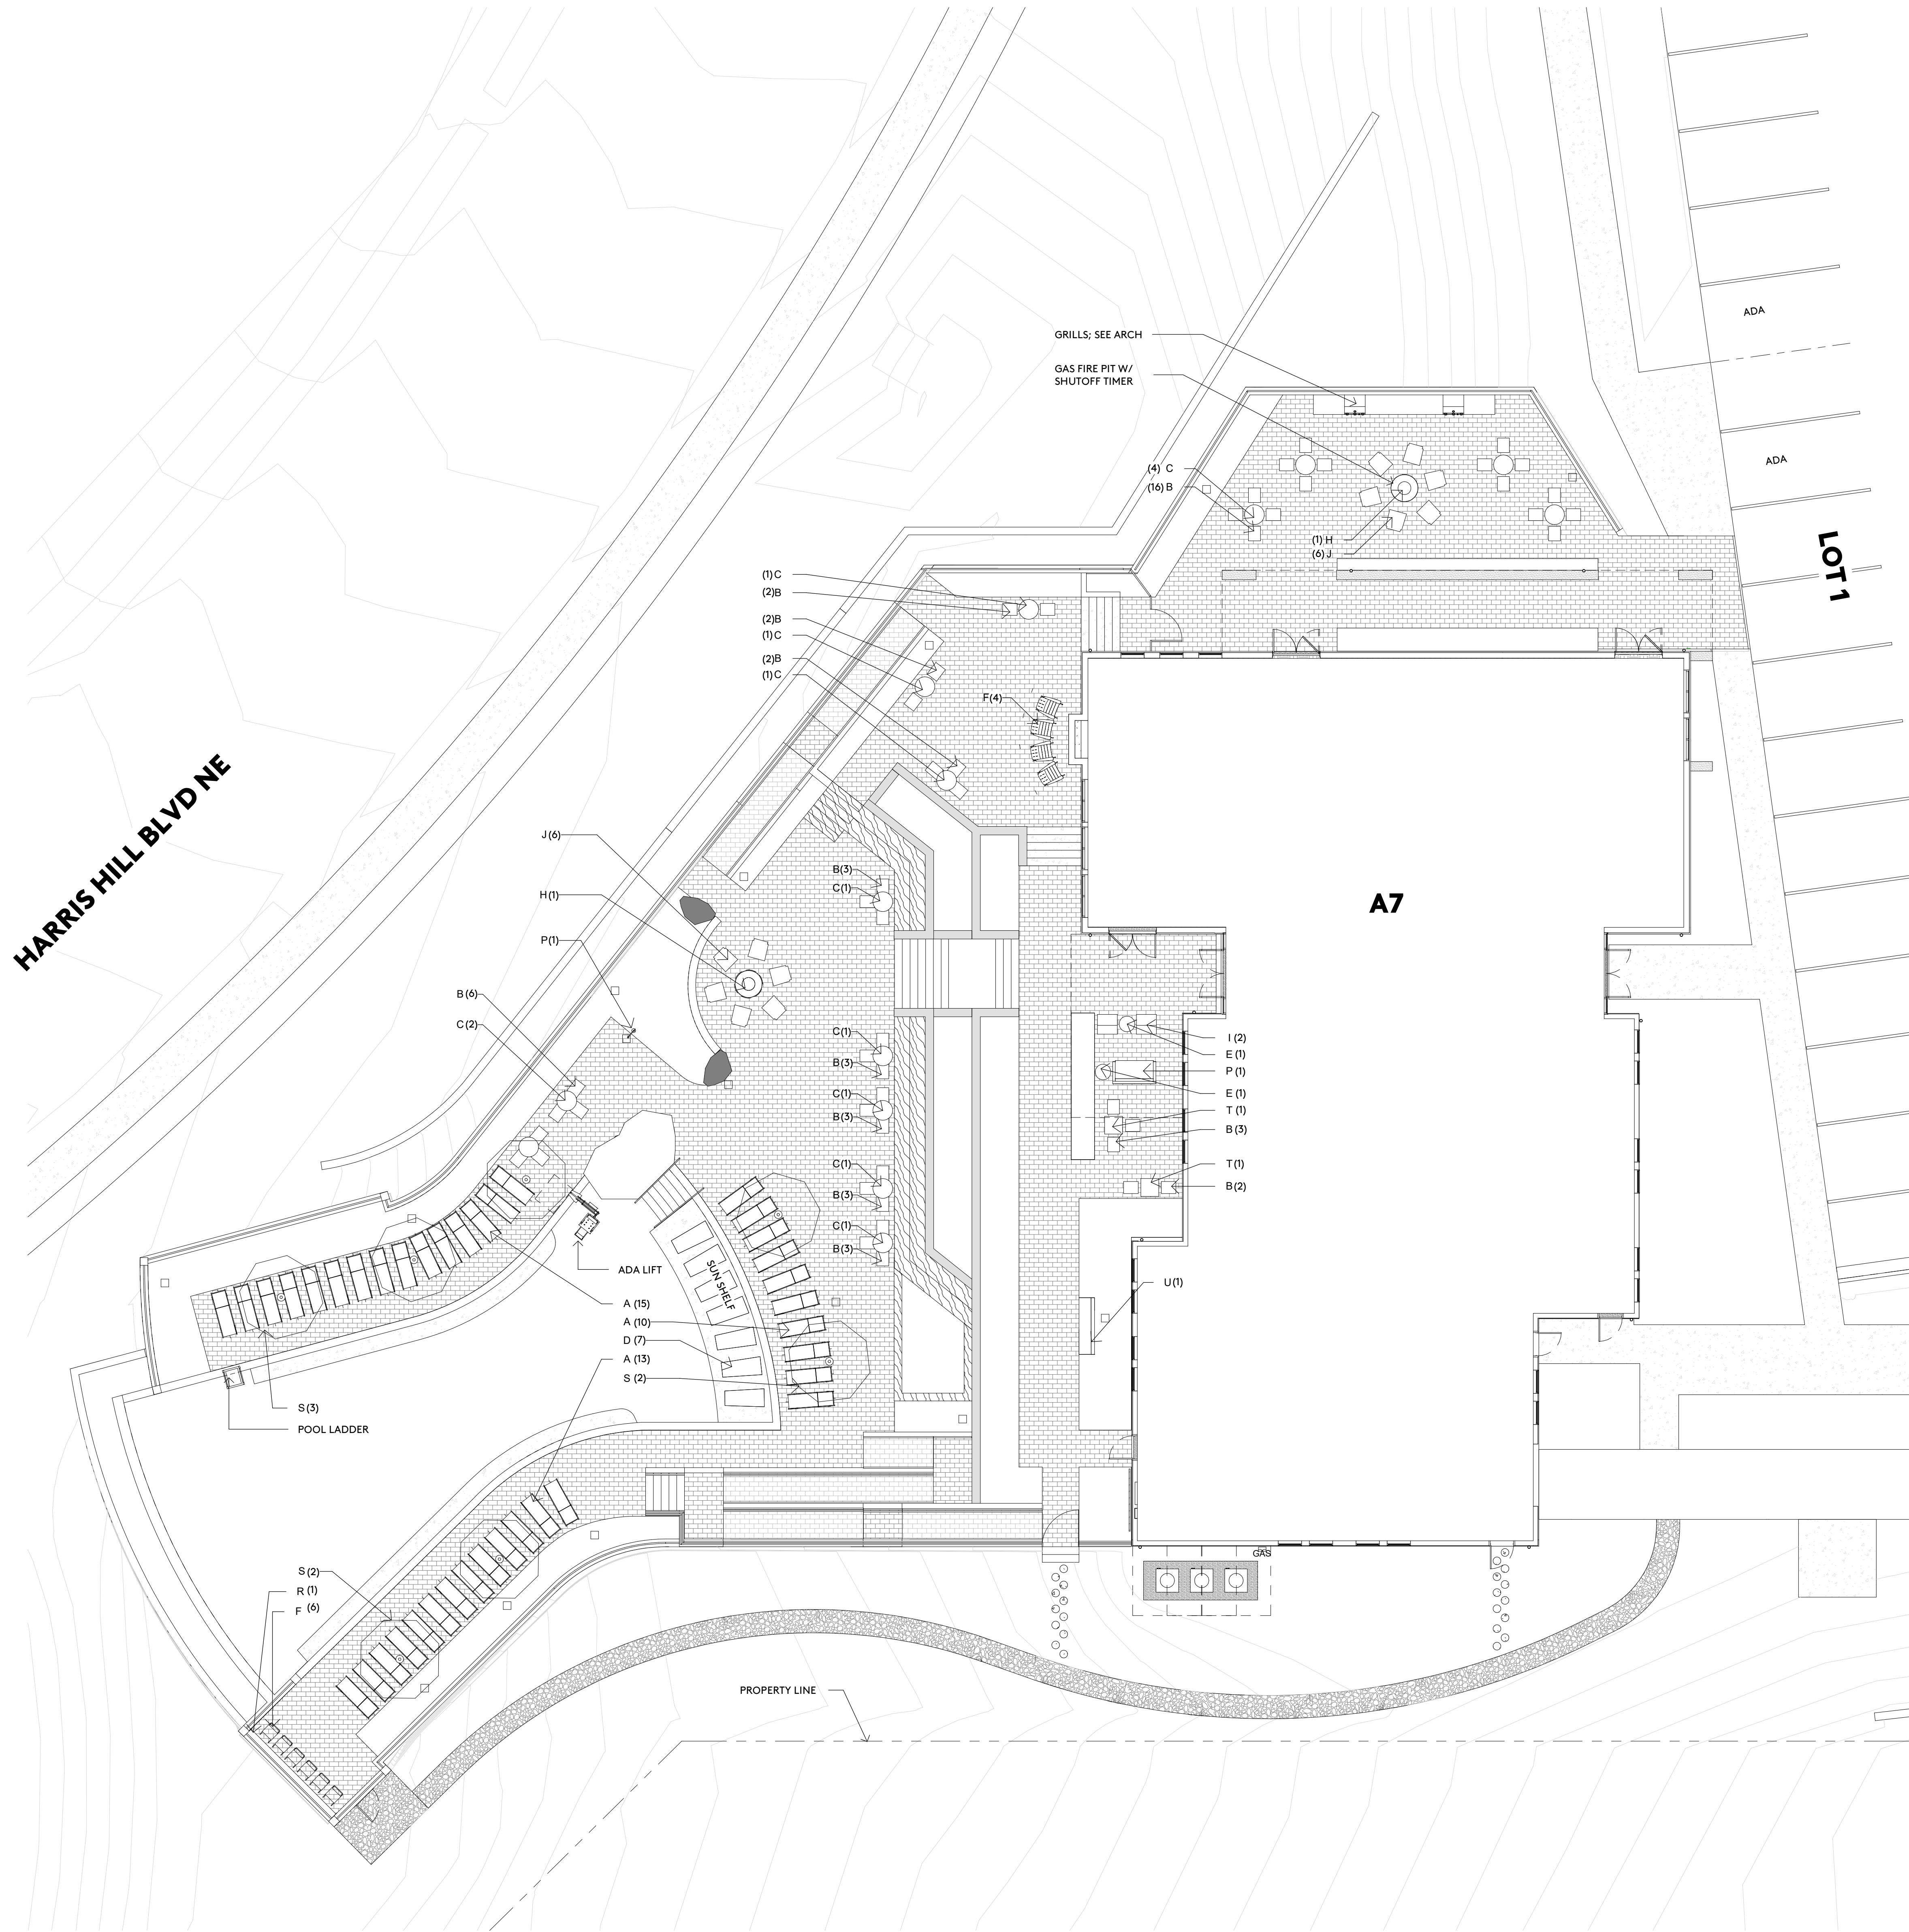 ADA
GRILLS; SEE ARCH
GAS FIRE PIT W/
SHUTOFF TIMER
ADA
(4) C
(16) B
(1) H
(6) J
LOT 1
(1) C
(2) B
(2) B
(1) C
(2) B
(1) C
F (4)
HARRIS HILL BLVD NE
J (6)
H (1)
P (1)
B (3)
C (1)
A7
B (6)
C (2)
C (1)
B (3)
C (1)
B (3)
C (1)
B (3)
C (1)
B (3)
I (2)
E (1)
P (1)
E (1)
T (1)
B (3)
T (1)
B (2)
U (1)
ADA LIFT
SUN SHELF
A (15)
A (10)
D (7)
A (13)
S (2)
S (3)
POOL LADDER
GAS
S (2)
R (1)
F (6)
PROPERTY LINE